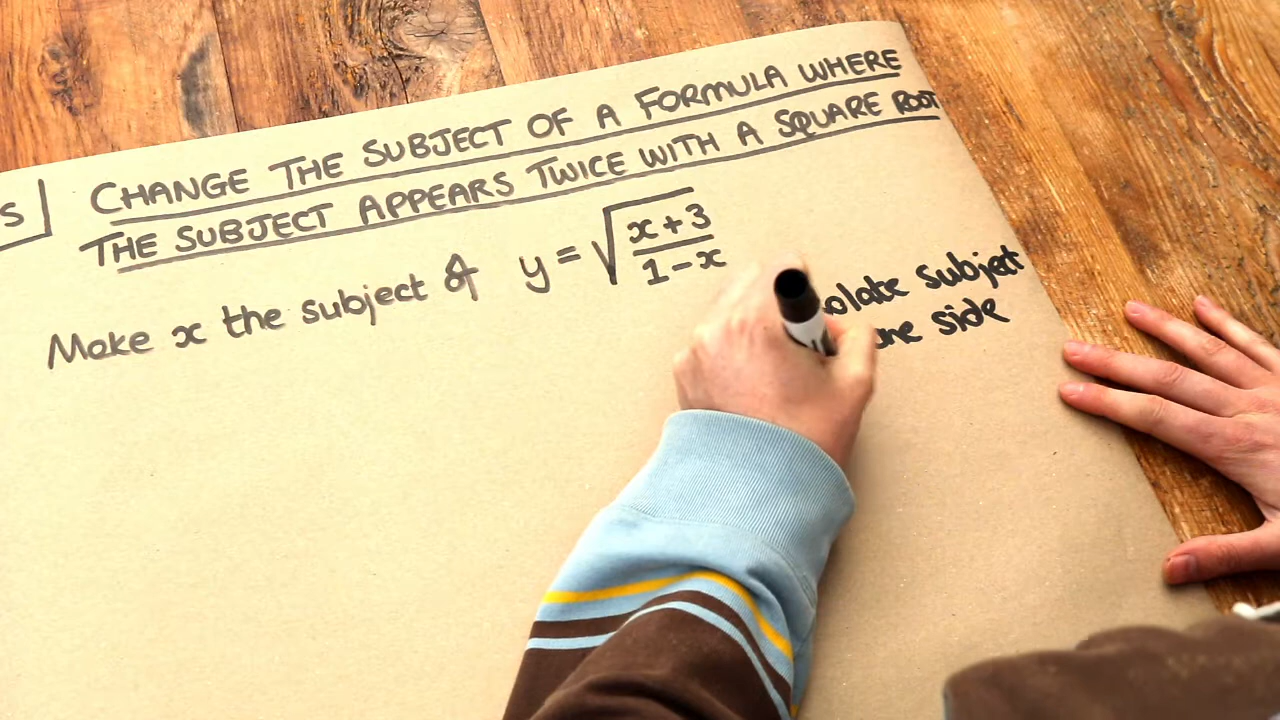 S
CHANGE THE SUBJECT OF A FORMULA WHERE
THE SUBJECT APPEARS TWICE WITH A SQUARE ROOT
Make x the subject of y = √((x+3)/(1-x))
subject
side